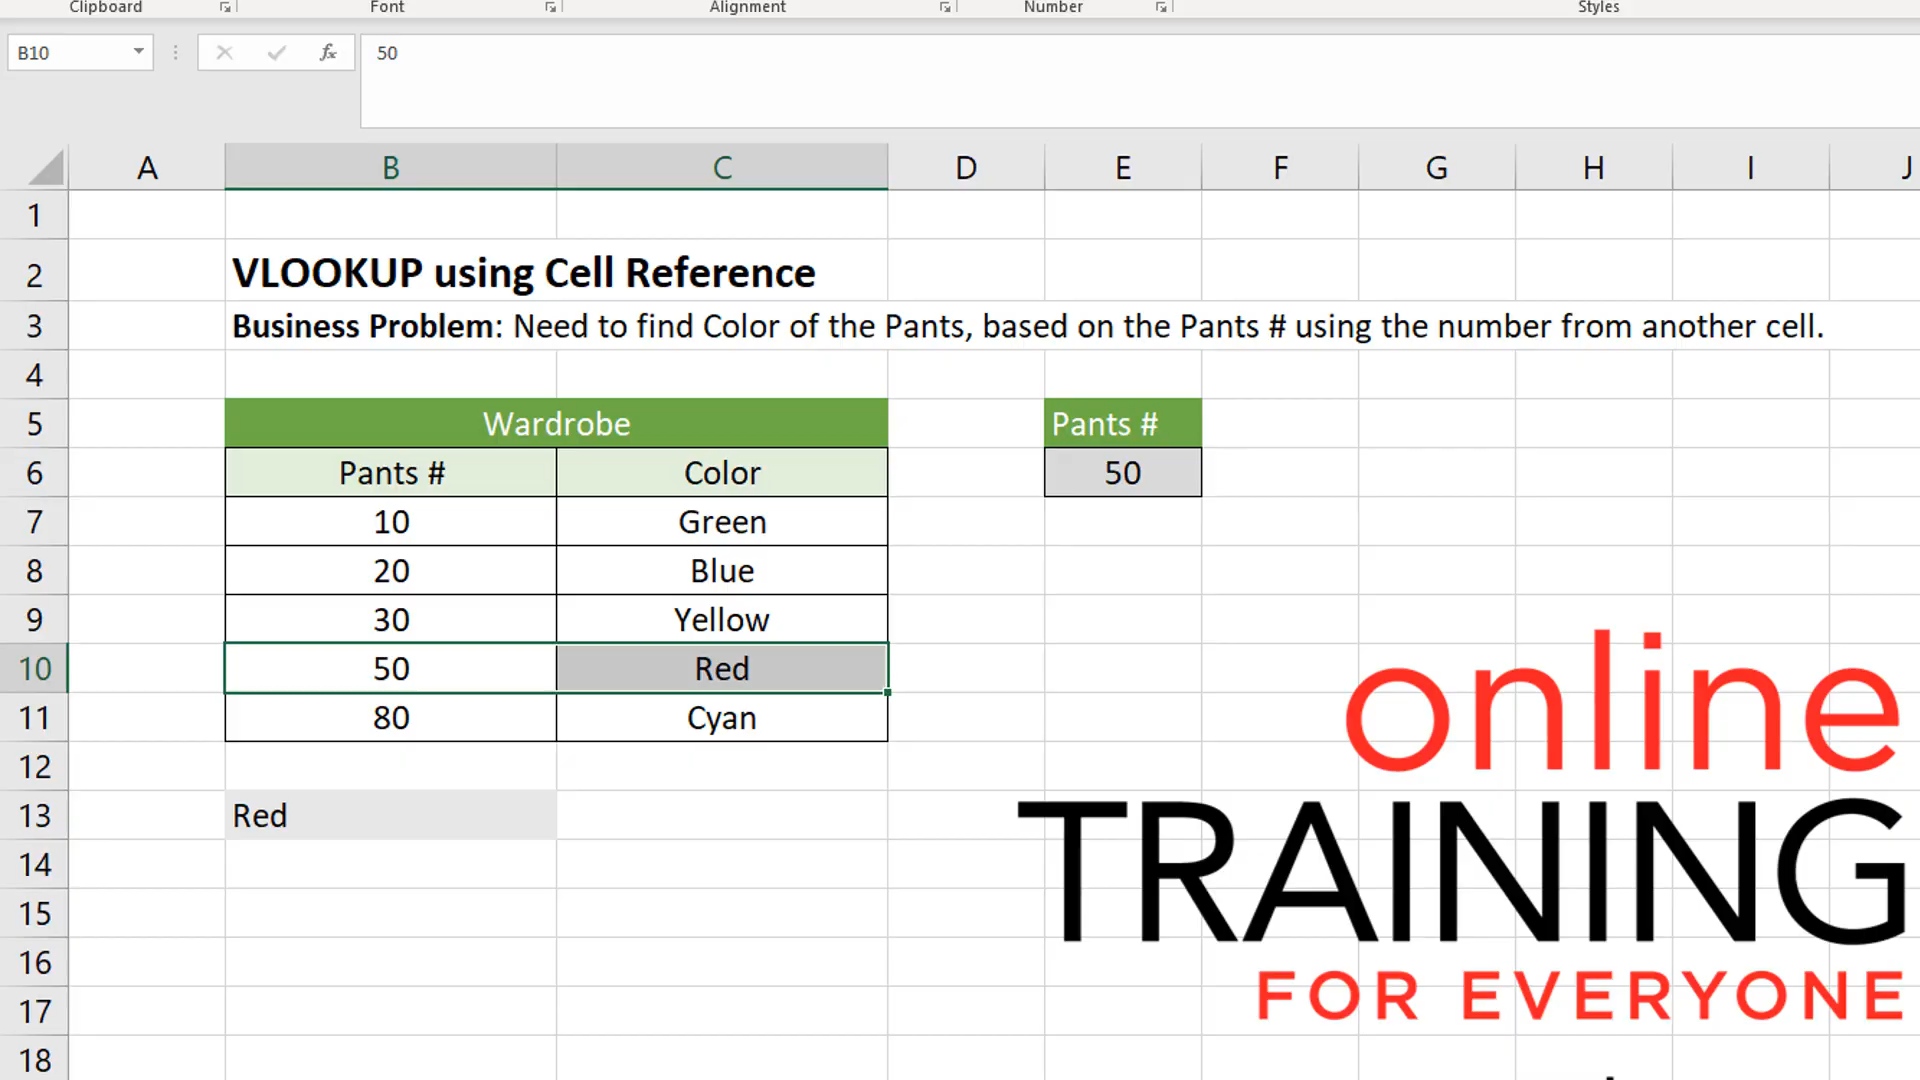 Clipboard Font Alignment Number Styles
B10 fx 50
A B C D E F G H I J
1
2 VLOOKUP using Cell Reference
3 Business Problem: Need to find Color of the Pants, based on the Pants # using the number from another cell.
4
5 Wardrobe Pants #
6 Pants # Color 50
7 10 Green
8 20 Blue
9 30 Yellow
10 50 Red
11 80 Cyan
12
13 Red
14
15
16
17
18
online
TRAINING
FOR EVERYONE